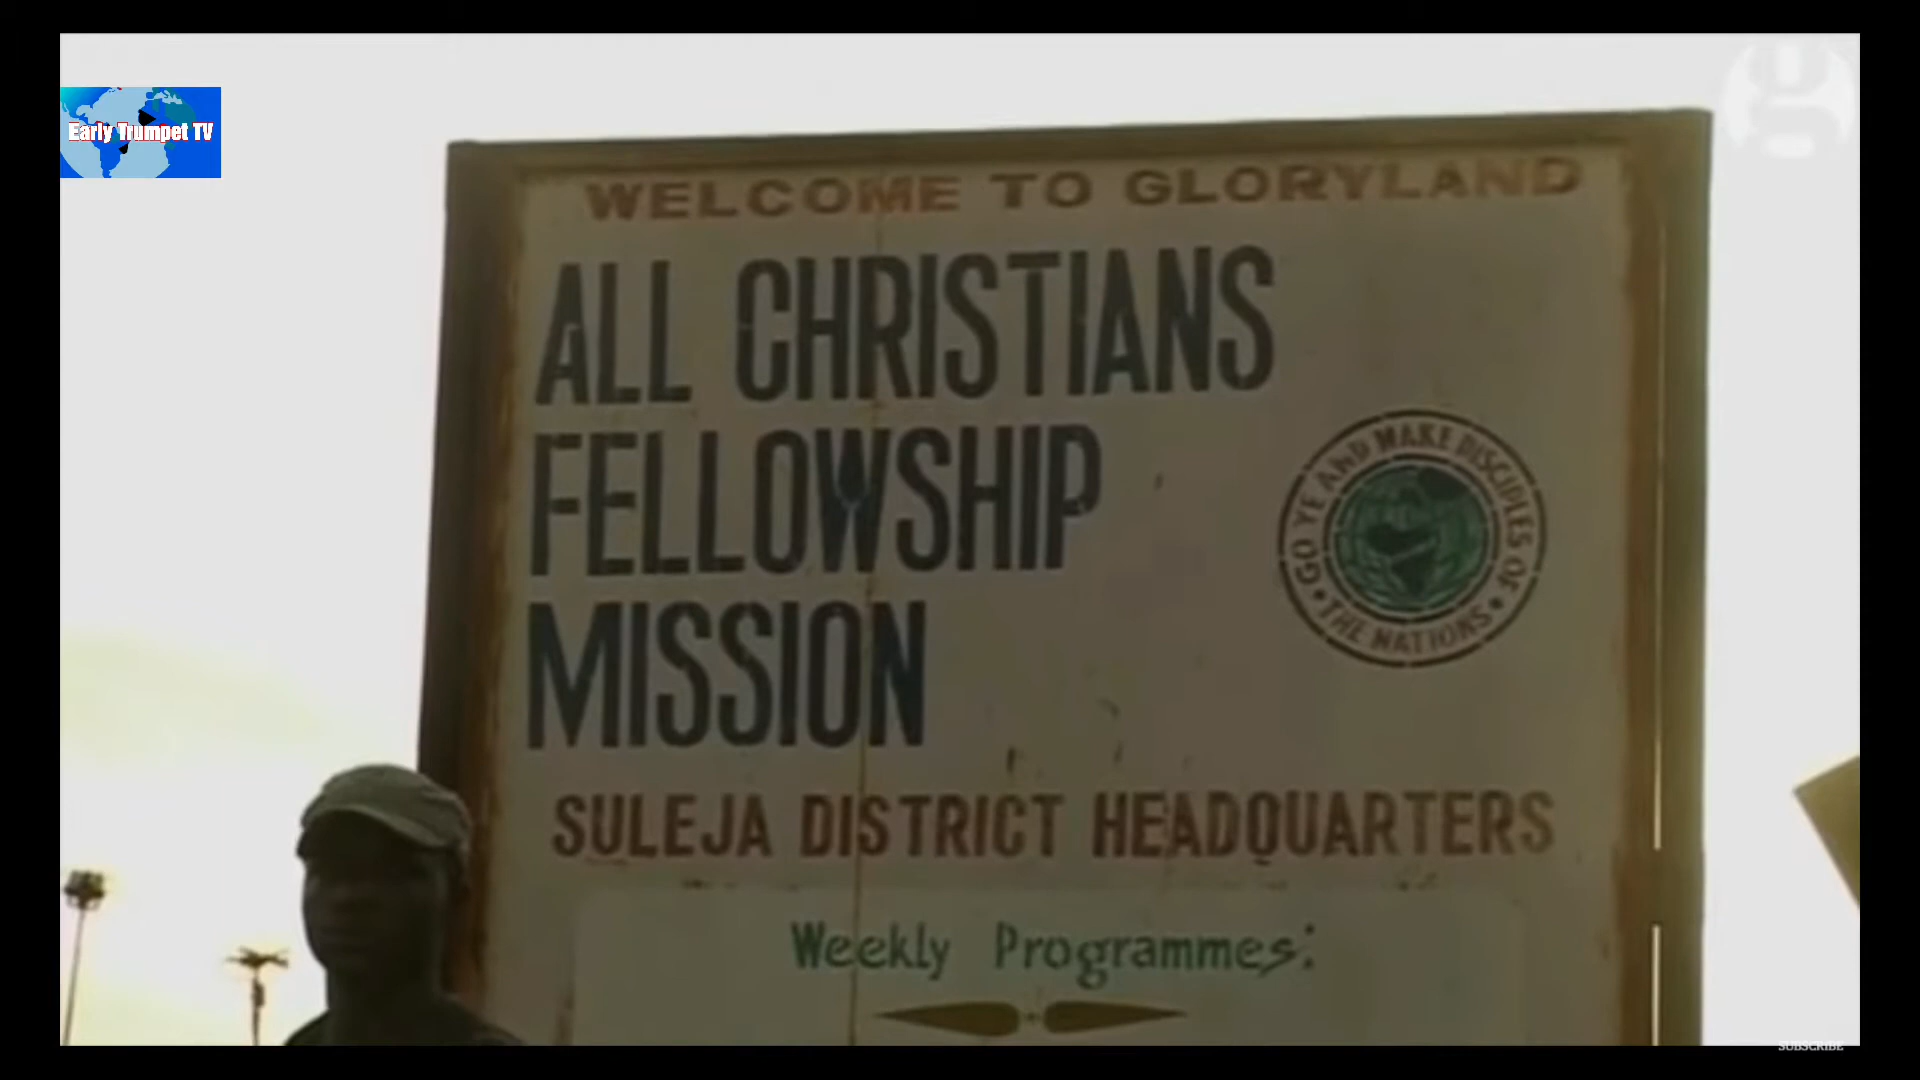 Early Trumpet TV
WELCOME TO GLORYLAND
ALL CHRISTIANS
FELLOWSHIP
MISSION
GO YE AND MAKE DISCIPLES OF
• THE NATIONS •
SULEJA DISTRICT HEADQUARTERS
Weekly Programmes:
SUBSCRIBE